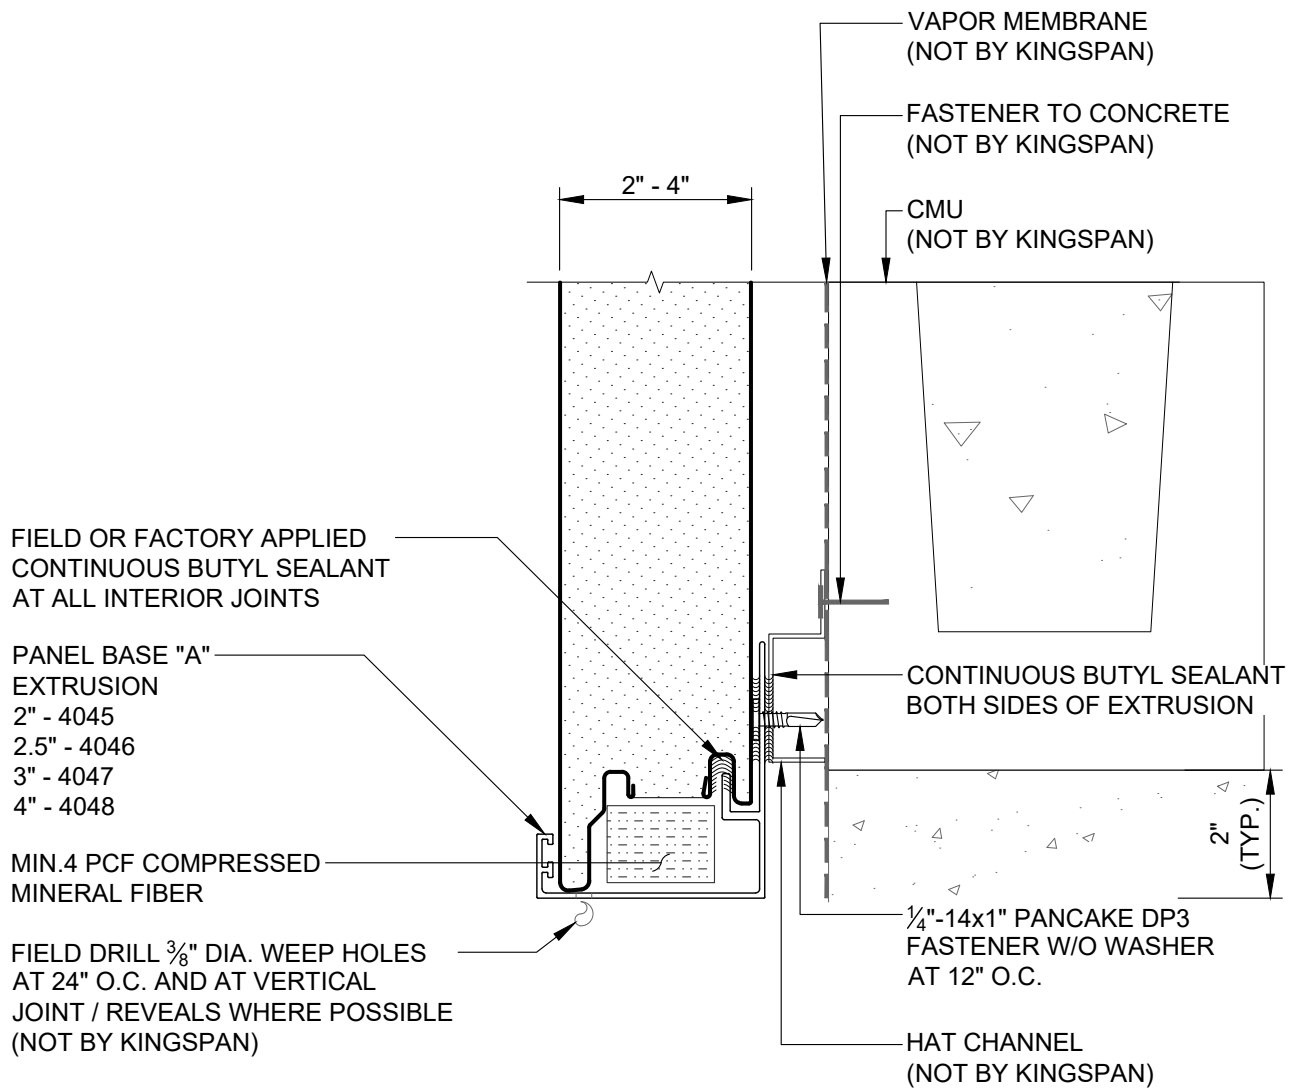 VAPOR MEMBRANE
(NOT BY KINGSPAN)
FASTENER TO CONCRETE
(NOT BY KINGSPAN)
2" - 4"
CMU
(NOT BY KINGSPAN)
FIELD OR FACTORY APPLIED
CONTINUOUS BUTYL SEALANT
AT ALL INTERIOR JOINTS
PANEL BASE "A"
EXTRUSION
2" - 4045
2.5" - 4046
3" - 4047
4" - 4048
MIN.4 PCF COMPRESSED
MINERAL FIBER
FIELD DRILL ⅜" DIA. WEEP HOLES
AT 24" O.C. AND AT VERTICAL
JOINT / REVEALS WHERE POSSIBLE
(NOT BY KINGSPAN)
CONTINUOUS BUTYL SEALANT
BOTH SIDES OF EXTRUSION
2"
(TYP.)
¼"-14x1" PANCAKE DP3
FASTENER W/O WASHER
AT 12" O.C.
HAT CHANNEL
(NOT BY KINGSPAN)